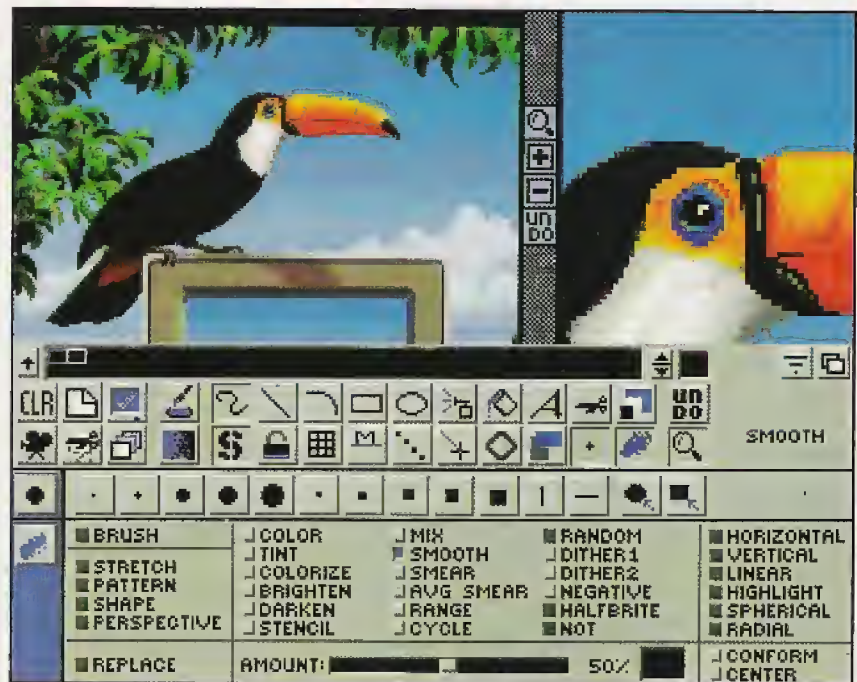 UN
DO
CLR
A
UN
DO
$
SMOOTH
BRUSH
STRETCH
PATTERN
SHAPE
PERSPECTIVE
COLOR
TINT
COLORIZE
BRIGHTEN
DARKEN
STENCIL
MIX
SMOOTH
SMEAR
AVG SMEAR
RANGE
CYCLE
RANDOM
DITHER1
DITHER2
NEGATIVE
HALFBRITE
NOT
HORIZONTAL
VERTICAL
LINEAR
HIGHLIGHT
SPHERICAL
RADIAL
REPLACE
AMOUNT: 50%
CONFORM
CENTER